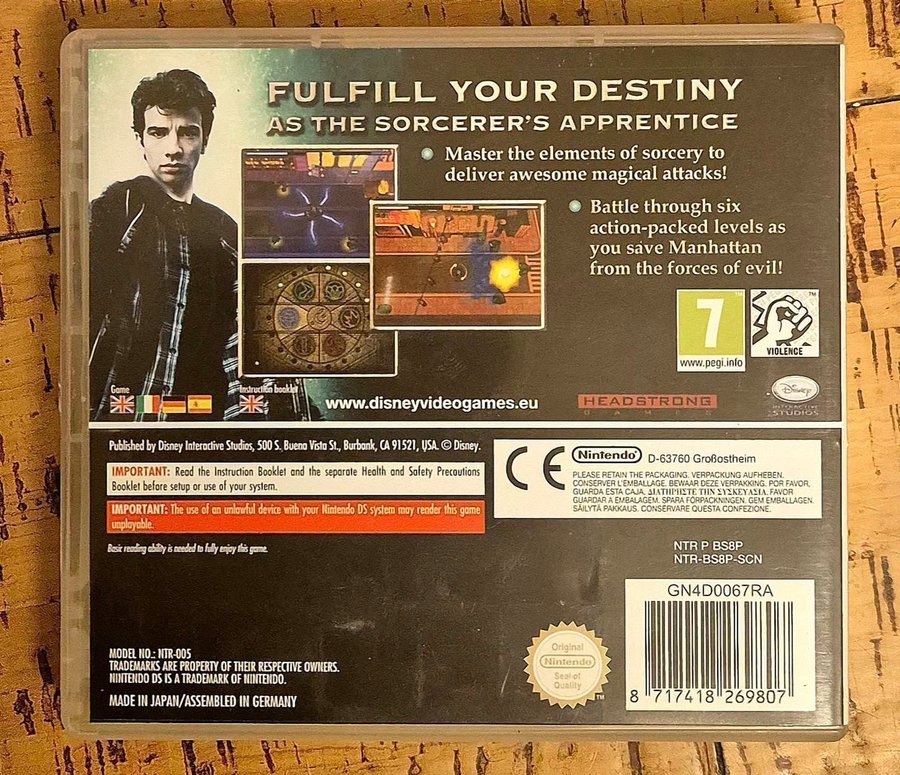 FULFILL YOUR DESTINY
AS THE SORCERER'S APPRENTICE
Master the elements of sorcery to
deliver awesome magical attacks!
Battle through six
action-packed levels as
you save Manhattan
from the forces of evil!
7
www.pegi.info
VIOLENCE
TM
Game
Instruction booklet
www.disneyvideogames.eu
HEADSTRONG
GAMES
Disney
INTERACTIVE
STUDIOS
Published by Disney Interactive Studios, 500 S. Buena Vista St., Burbank, CA 91521, USA. © Disney.
IMPORTANT: Read the Instruction Booklet and the separate Health and Safety Precautions
Booklet before setup or use of your system.
IMPORTANT: The use of an unlawful device with your Nintendo DS system may render this game
unplayable.
Basic reading ability is needed to fully enjoy this game.
CE
Nintendo®
D-63760 Großostheim
PLEASE RETAIN THE PACKAGING. VERPACKUNG AUFHEBEN.
CONSERVER L'EMBALLAGE. BEWAAR DEZE VERPAKKING. POR FAVOR,
GUARDA ESTA CAJA. ΔΙΑΤΗΡΗΣΤΕ ΤΗΝ ΣΥΣΚΕΥΑΣΙΑ. FAVOR
GUARDAR A EMBALAGEM. SPARA FÖRPACKNINGEN. GEM EMBALLAGEN.
SÄILYTÄ PAKKAUS. CONSERVARE QUESTA CONFEZIONE.
NTR P BS8P
NTR-BS8P-SCN
GN4D0067RA
8 717418 269807
MODEL NO.: NTR-005
TRADEMARKS ARE PROPERTY OF THEIR RESPECTIVE OWNERS.
NINTENDO DS IS A TRADEMARK OF NINTENDO.
MADE IN JAPAN/ASSEMBLED IN GERMANY
Original
Nintendo
Seal of
Quality
TM